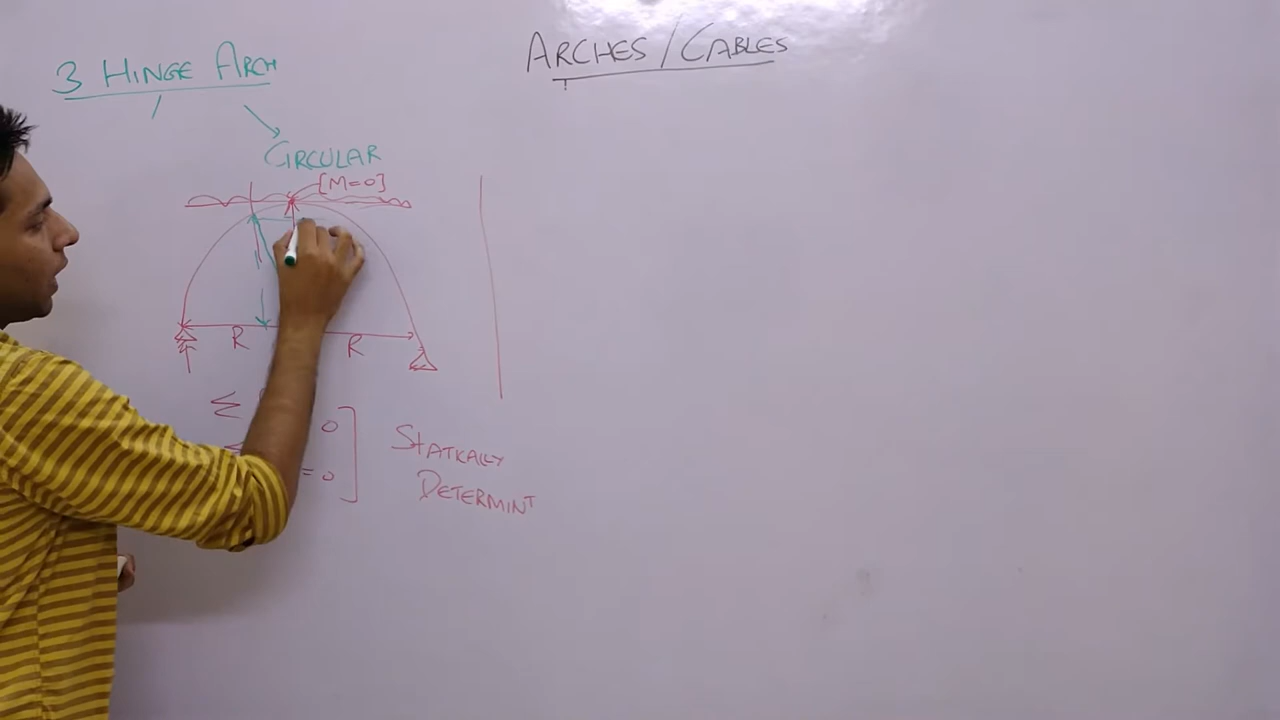 ARCHES/CABLES
3 HINGE ARCH
CIRCULAR
[M=0]
R
R
Σ
0
= 0
STATICALLY
DETERMINT